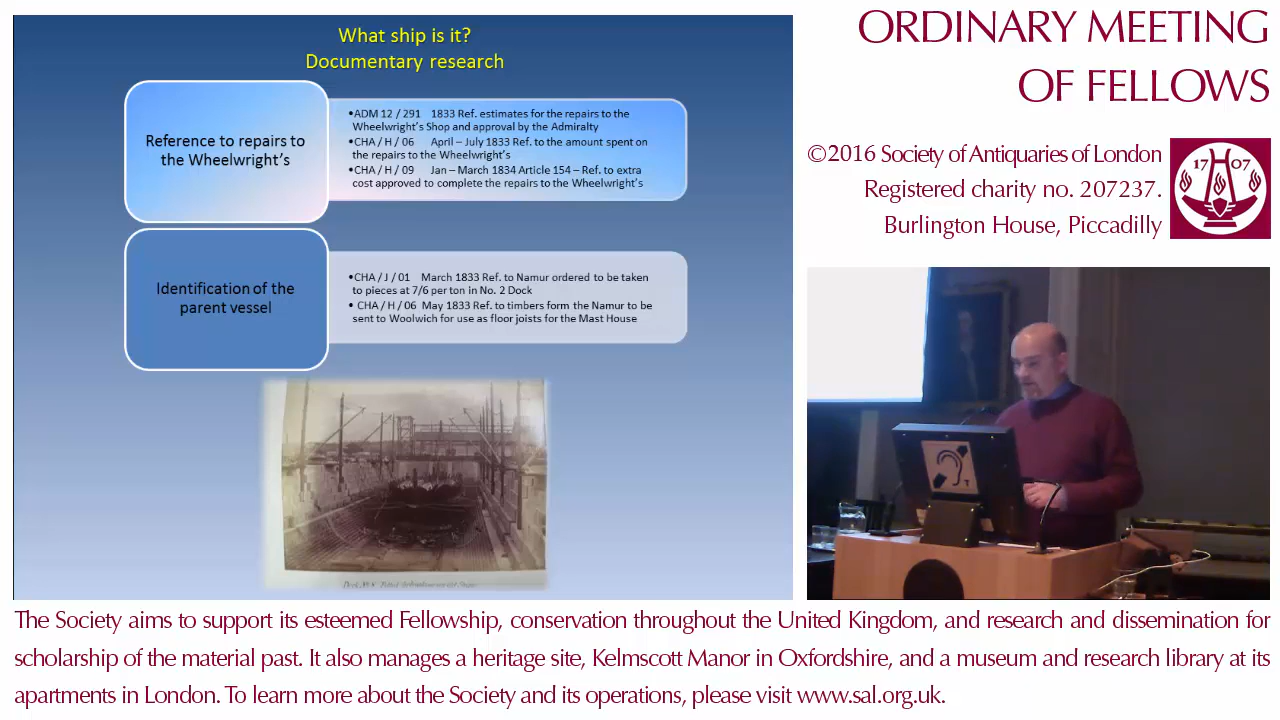 What ship is it?
Documentary research
Reference to repairs to
the Wheelwright's
•ADM 12 / 291 1833 Ref. estimates for the repairs to the
Wheelwright's Shop and approval by the Admiralty
•CHA / H / 06 April – July 1833 Ref. to the amount spent on
the repairs to the Wheelwright's
•CHA / H / 09 Jan – March 1834 Article 154 – Ref. to extra
cost approved to complete the repairs to the Wheelwright's
Identification of the
parent vessel
•CHA / J / 01 March 1833 Ref. to Namur ordered to be taken
to pieces at 7/6 per ton in No. 2 Dock
• CHA / H / 06 May 1833 Ref. to timbers form the Namur to be
sent to Woolwich for use as floor joists for the Mast House
ORDINARY MEETING
OF FELLOWS
©2016 Society of Antiquaries of London
Registered charity no. 207237.
Burlington House, Piccadilly
17 07
T
The Society aims to support its esteemed Fellowship, conservation throughout the United Kingdom, and research and dissemination for
scholarship of the material past. It also manages a heritage site, Kelmscott Manor in Oxfordshire, and a museum and research library at its
apartments in London. To learn more about the Society and its operations, please visit www.sal.org.uk.